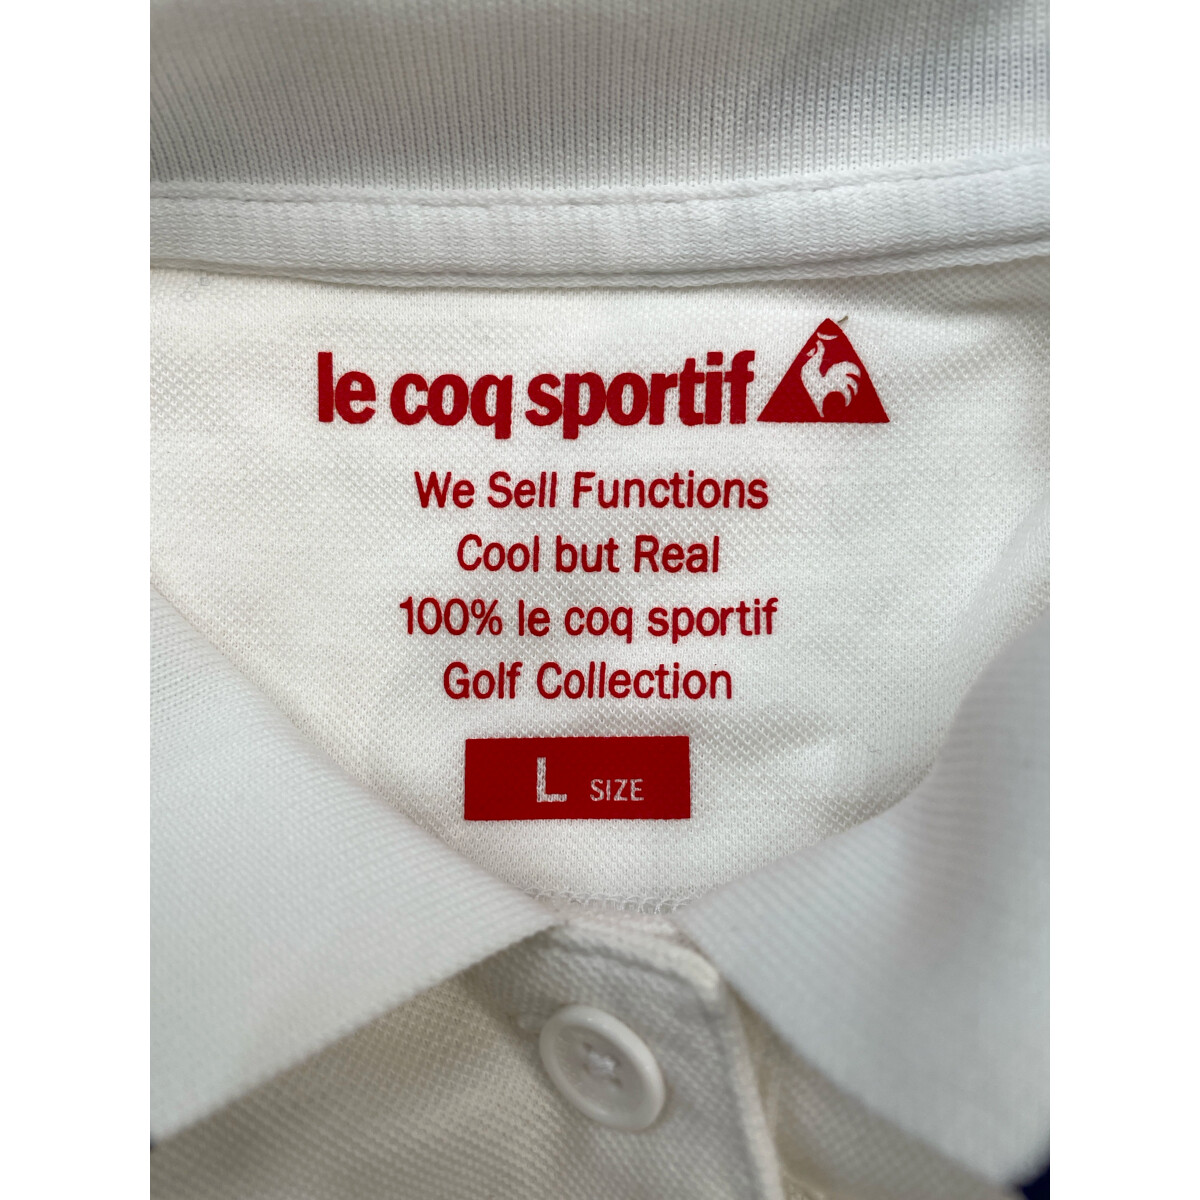 le coq sportif
We Sell Functions
Cool but Real
100% le coq sportif
Golf Collection
L SIZE